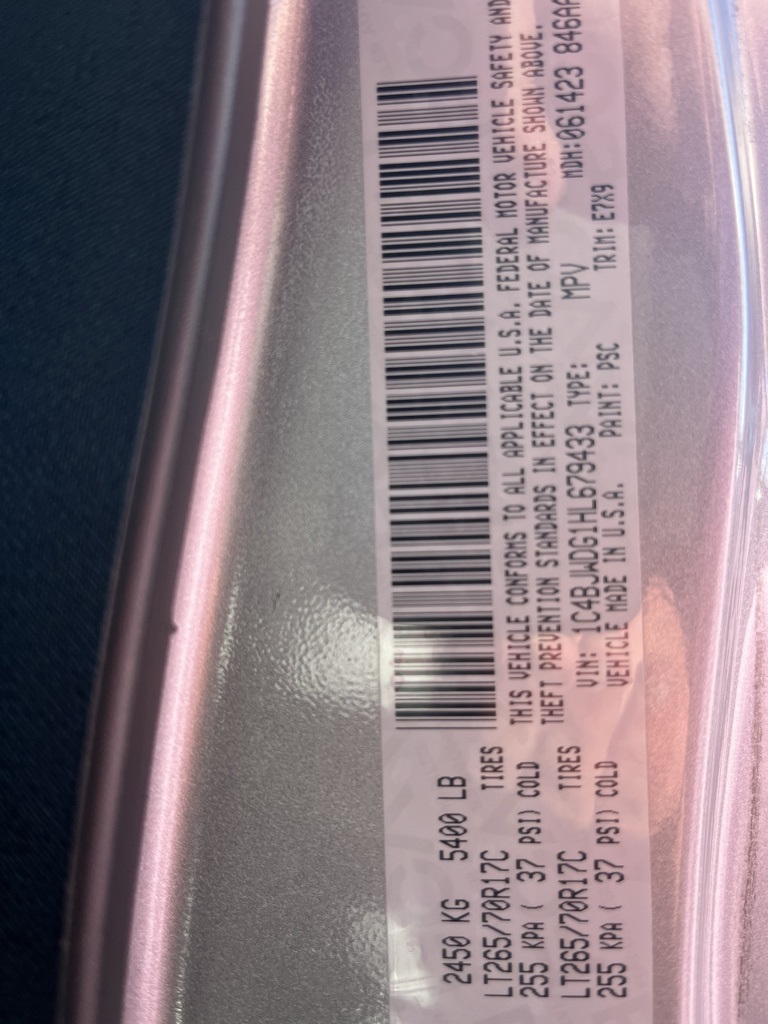 2450 KG 5400 LB
LT265/70R17C TIRES
255 KPA ( 37 PSI) COLD
LT265/70R17C TIRES
255 KPA ( 37 PSI) COLD
THIS VEHICLE CONFORMS TO ALL APPLICABLE U.S.A. FEDERAL MOTOR VEHICLE SAFETY AND
THEFT PREVENTION STANDARDS IN EFFECT ON THE DATE OF MANUFACTURE SHOWN ABOVE.
VIN: 1C4BJWDG1HL679433 TYPE: MPV MDH:061423 846AA
VEHICLE MADE IN U.S.A. PAINT: PSC TRIM: E7X9